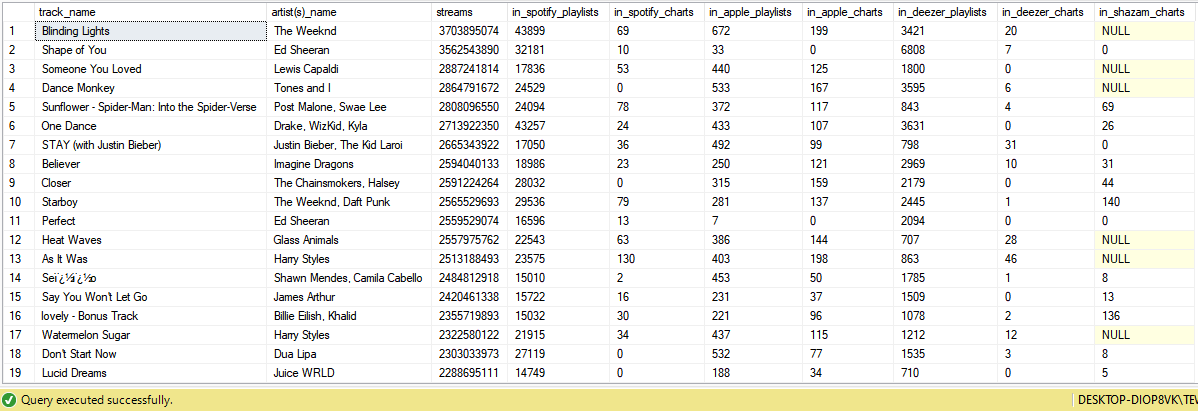 track_name artist(s)_name streams in_spotify_playlists in_spotify_charts in_apple_playlists in_apple_charts in_deezer_playlists in_deezer_charts in_shazam_charts
1 Blinding Lights The Weeknd 3703895074 43899 69 672 199 3421 20 NULL
2 Shape of You Ed Sheeran 3562543890 32181 10 33 0 6808 7 0
3 Someone You Loved Lewis Capaldi 2887241814 17836 53 440 125 1800 0 NULL
4 Dance Monkey Tones and I 2864791672 24529 0 533 167 3595 6 NULL
5 Sunflower - Spider-Man: Into the Spider-Verse Post Malone, Swae Lee 2808096550 24094 78 372 117 843 4 69
6 One Dance Drake, WizKid, Kyla 2713922350 43257 24 433 107 3631 0 26
7 STAY (with Justin Bieber) Justin Bieber, The Kid Laroi 2665343922 17050 36 492 99 798 31 0
8 Believer Imagine Dragons 2594040133 18986 23 250 121 2969 10 31
9 Closer The Chainsmokers, Halsey 2591224264 28032 0 315 159 2179 0 44
10 Starboy The Weeknd, Daft Punk 2565529693 29536 79 281 137 2445 1 140
11 Perfect Ed Sheeran 2559529074 16596 13 7 0 2094 0 0
12 Heat Waves Glass Animals 2557975762 22543 63 386 144 707 28 NULL
13 As It Was Harry Styles 2513188493 23575 130 403 198 863 46 NULL
14 Seï¿½ï¿½o Shawn Mendes, Camila Cabello 2484812918 15010 2 453 50 1785 1 8
15 Say You Won't Let Go James Arthur 2420461338 15722 16 231 37 1509 0 13
16 lovely - Bonus Track Billie Eilish, Khalid 2355719893 15032 30 221 96 1078 2 136
17 Watermelon Sugar Harry Styles 2322580122 21915 34 437 115 1212 12 NULL
18 Don't Start Now Dua Lipa 2303033973 27119 0 532 77 1535 3 8
19 Lucid Dreams Juice WRLD 2288695111 14749 0 188 34 710 0 5
Query executed successfully. DESKTOP-DIOP8VK\TEW